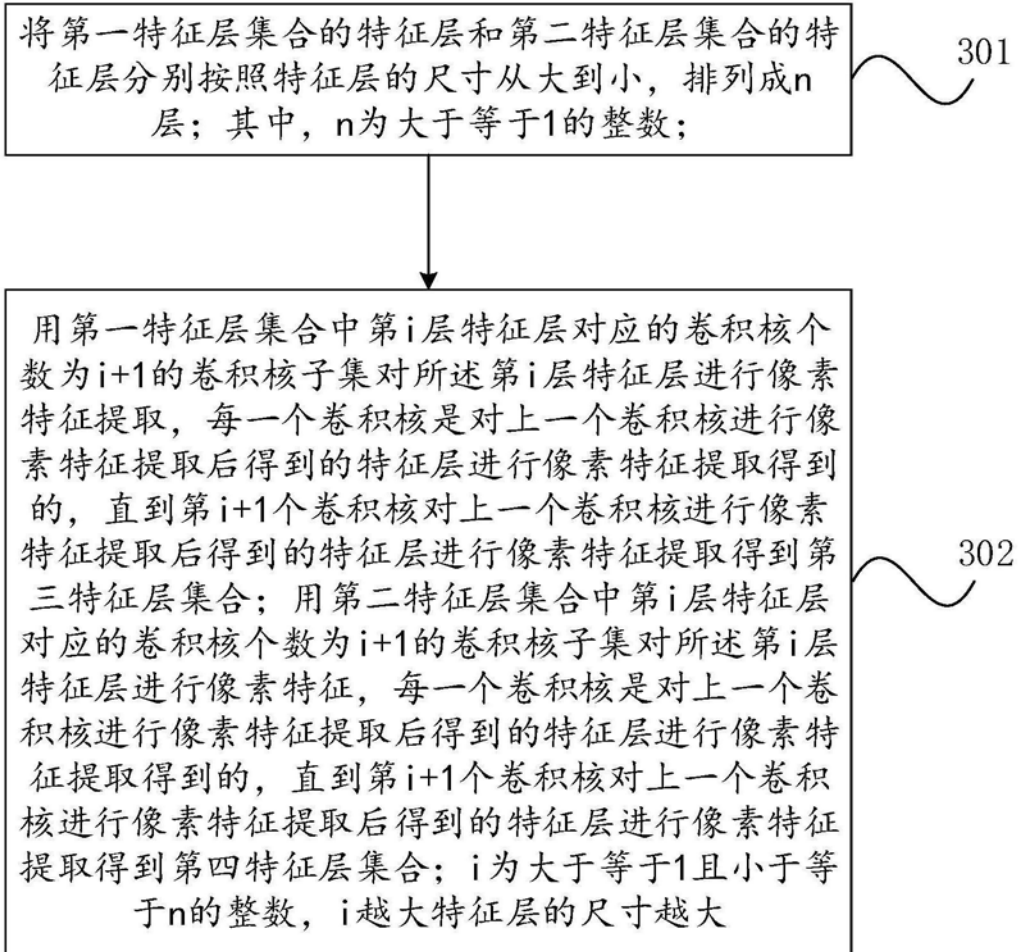 将第一特征层集合的特征层和第二特征层集合的特
征层分别按照特征层的尺寸从大到小，排列成n
层；其中，n为大于等于1的整数；
301
用第一特征层集合中第i层特征层对应的卷积核个
数为i+1的卷积核子集对所述第i层特征层进行像素
特征提取，每一个卷积核是对上一个卷积核进行像
素特征提取后得到的特征层进行像素特征提取得到
的，直到第i+1个卷积核对上一个卷积核进行像素
特征提取后得到的特征层进行像素特征提取得到第
三特征层集合；用第二特征层集合中第i层特征层
对应的卷积核个数为i+1的卷积核子集对所述第i层
特征层进行像素特征，每一个卷积核是对上一个卷
积核进行像素特征提取后得到的特征层进行像素特
征提取得到的，直到第i+1个卷积核对上一个卷积
核进行像素特征提取后得到的特征层进行像素特征
提取得到第四特征层集合；i为大于等于1且小于等
于n的整数，i越大特征层的尺寸越大
302